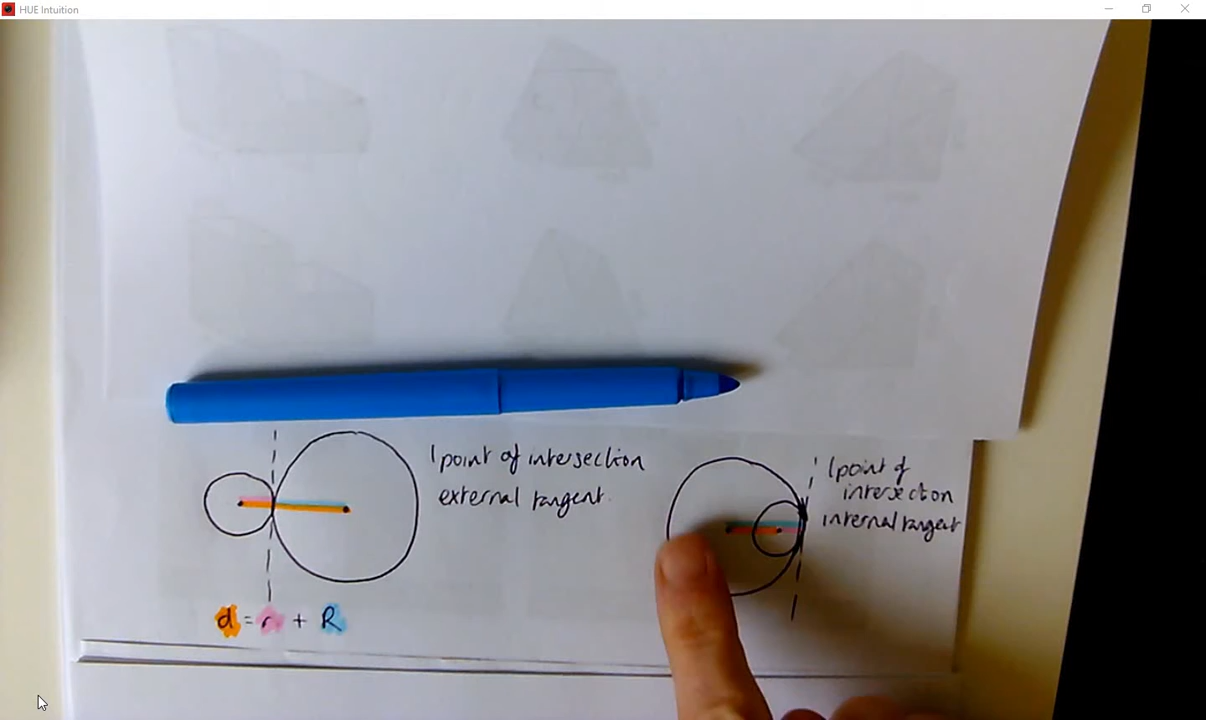 HUE Intuition
1 point of intersection
external tangent.
d = r + R
1 point of
intersection
internal tangent